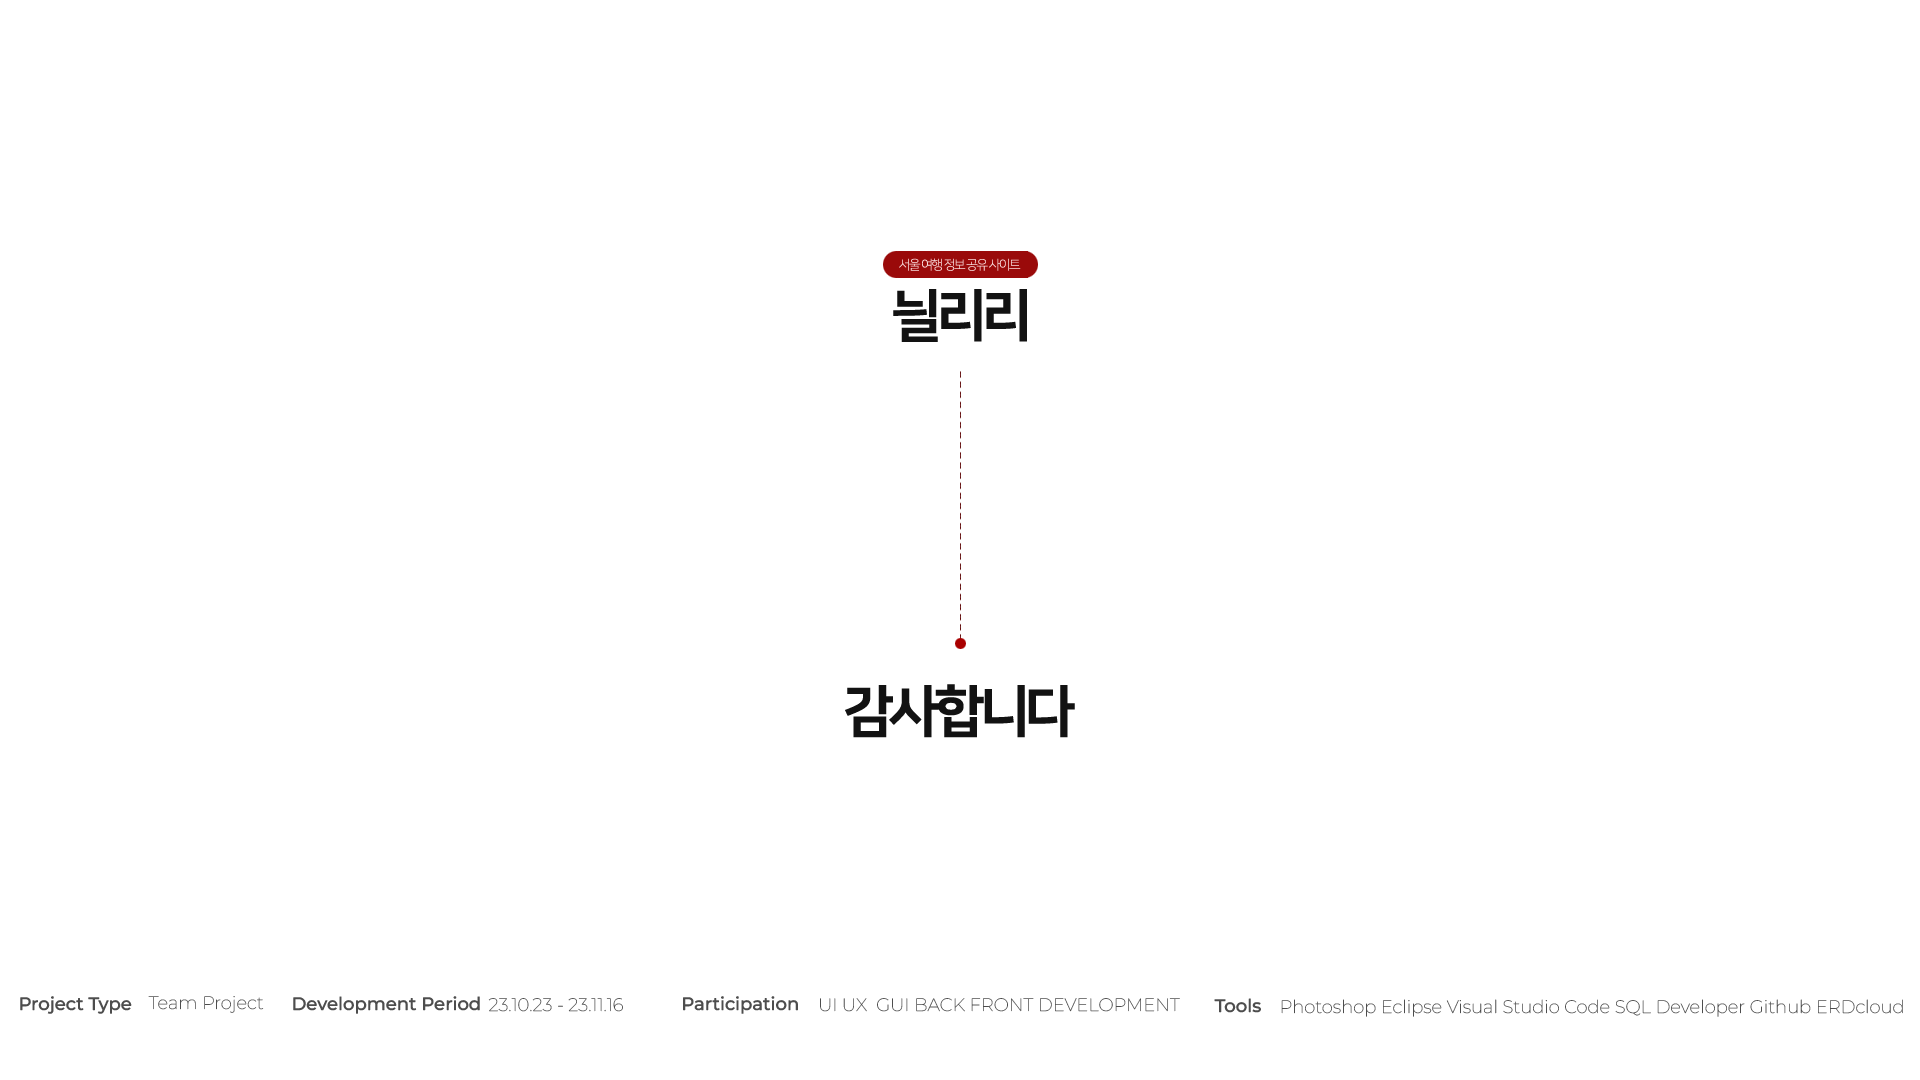 서울 여행 정보 공유 사이트
늴리리
감사합니다
Project Type Team Project Development Period 23.10.23 - 23.11.16 Participation UI UX GUI BACK FRONT DEVELOPMENT Tools Photoshop Eclipse Visual Studio Code SQL Developer Github ERDcloud